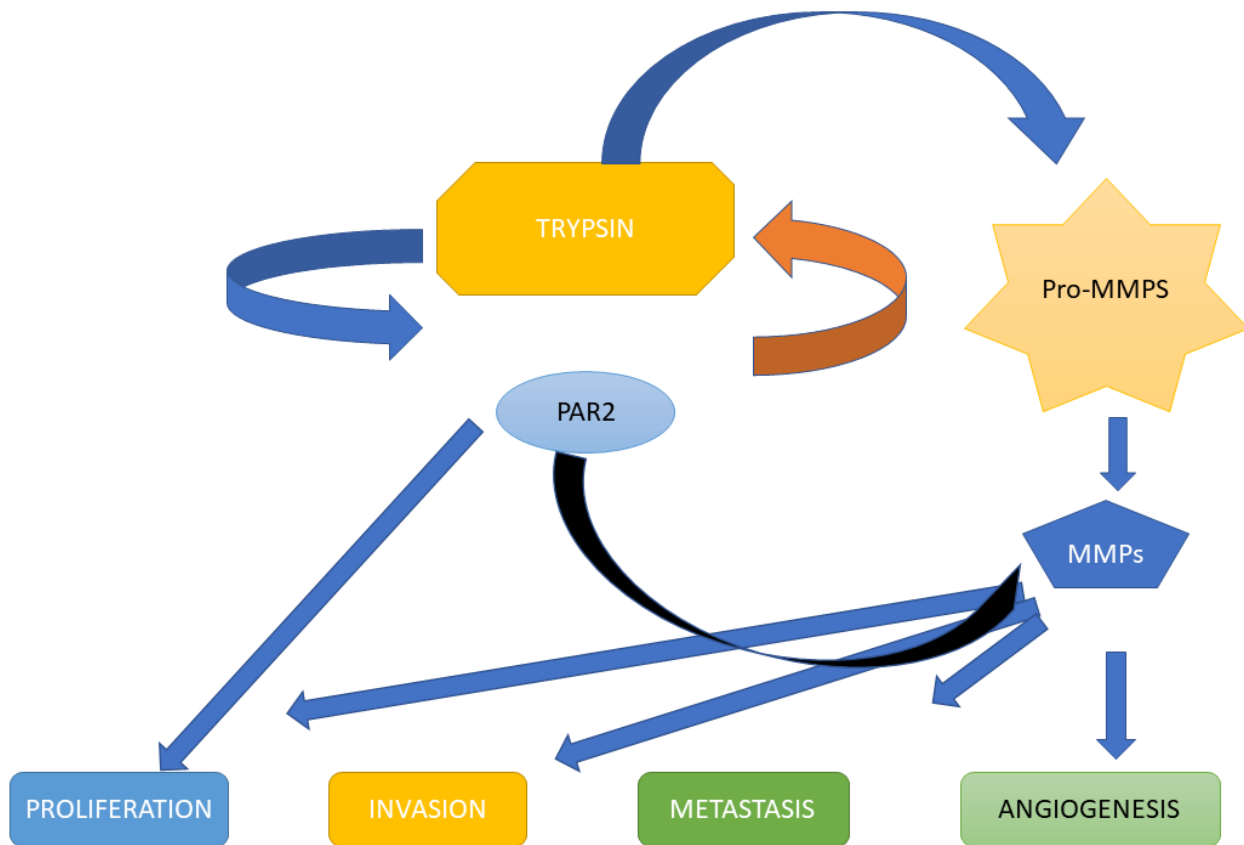 TRYPSIN
Pro-MMPS
PAR2
MMPs
PROLIFERATION
INVASION
METASTASIS
ANGIOGENESIS